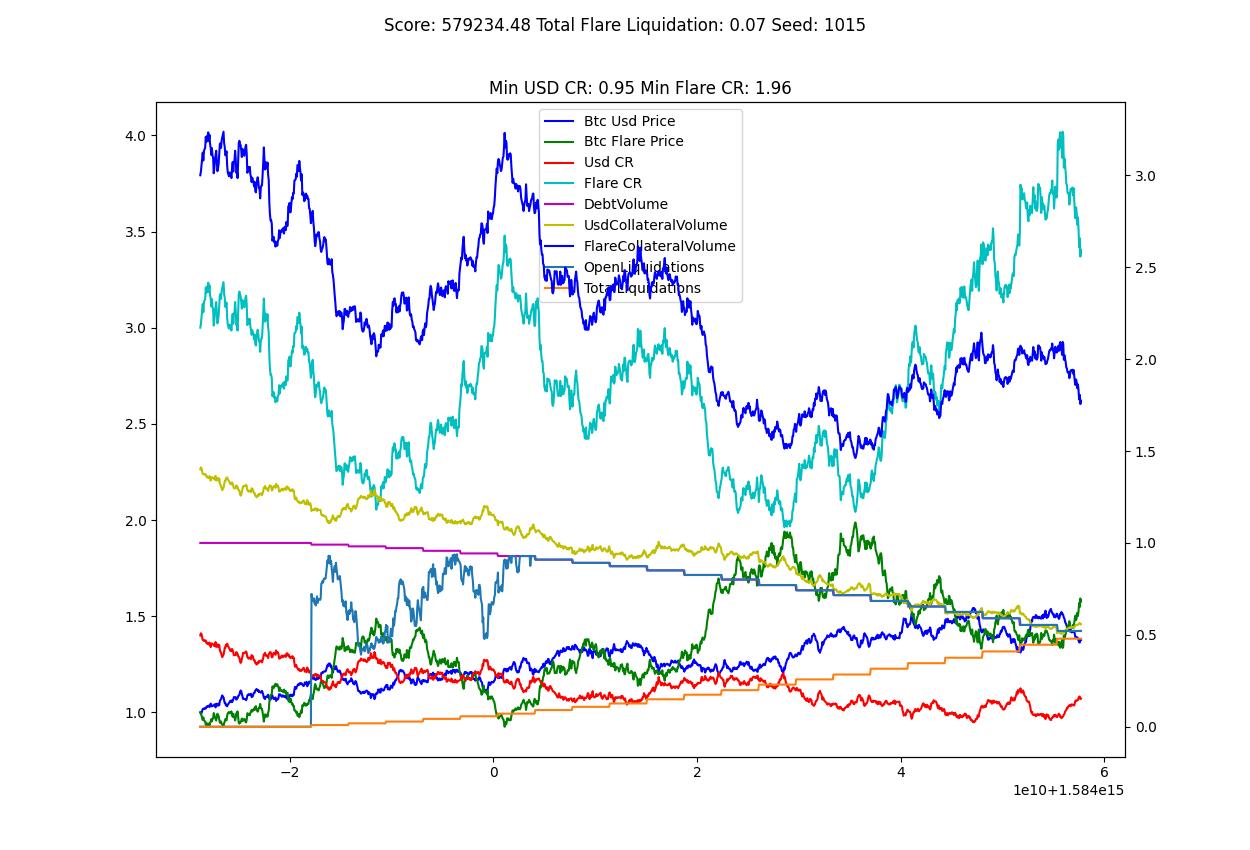 Score: 579234.48 Total Flare Liquidation: 0.07 Seed: 1015
Min USD CR: 0.95 Min Flare CR: 1.96
Btc Usd Price
Btc Flare Price
Usd CR
Flare CR
DebtVolume
UsdCollateralVolume
FlareCollateralVolume
OpenLiquidations
TotalLiquidations
4.0
3.5
3.0
2.5
2.0
1.5
1.0
3.0
2.5
2.0
1.5
1.0
0.5
0.0
−2 0 2 4 6
1e10+1.584e15